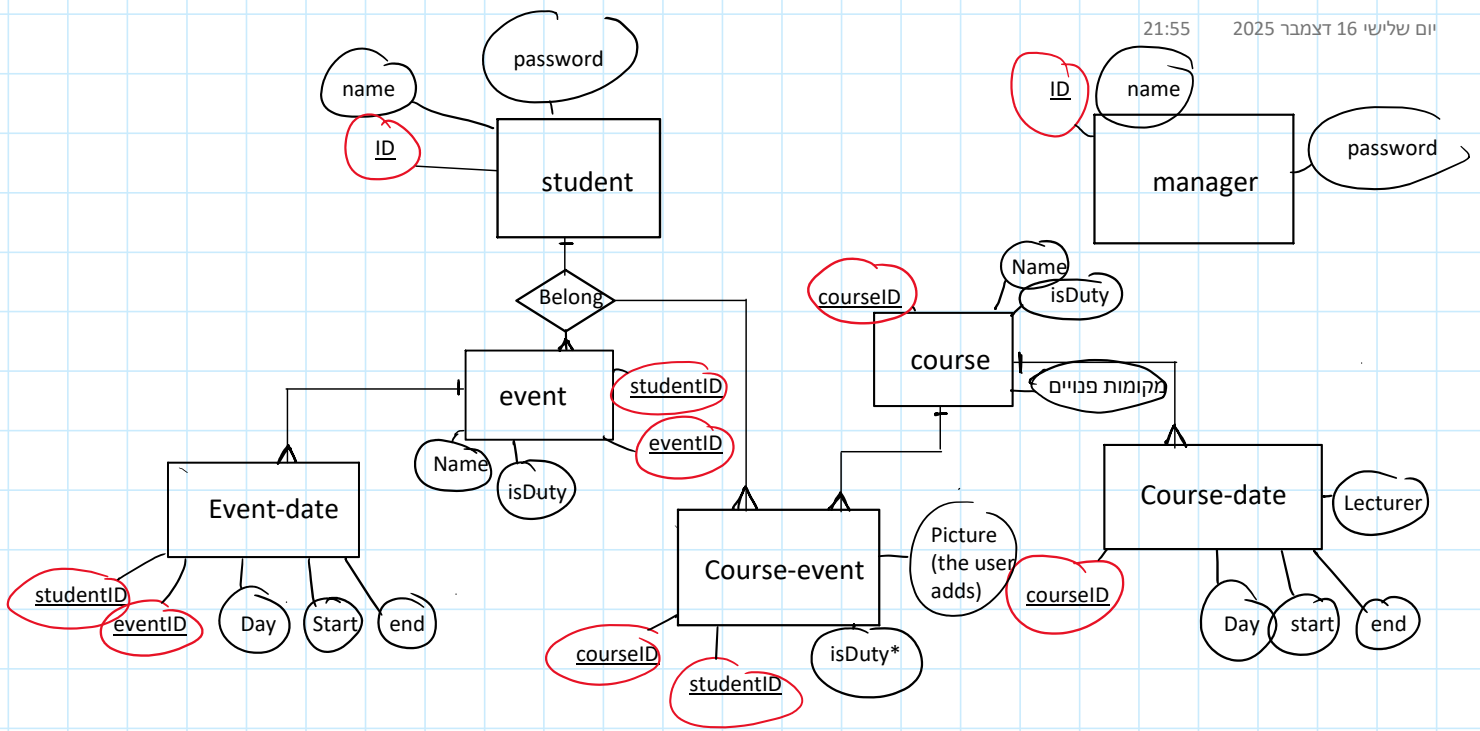 יום שלישי 16 דצמבר 2025 21:55
password
name
ID
student
ID
name
password
manager
Belong
courseID
Name
isDuty
course
מקומות פנויים
event
studentID
eventID
Name
isDuty
Event-date
studentID
eventID
Day
Start
end
Course-event
Picture
(the user
adds)
courseID
studentID
isDuty*
Course-date
Lecturer
courseID
Day
start
end